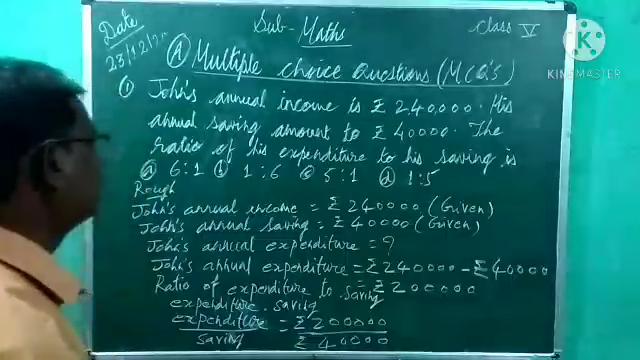 Date
23/12/
Sub- Maths
Class V
KINEMASTER
Ⓐ Multiple choice Questions (MCQ'S)
① John's annual income is ₹ 240,000. His
annual saving amount to ₹ 40000. The
ratio of his expenditure to his saving is
ⓐ 6:1 ⓑ 1:6 ⓒ 5:1 ⓓ 1:5
Rough
John's annual income = ₹ 240000 (Given)
John's annual saving = ₹ 40000 (Given)
John's annual expenditure = ?
John's annual expenditure = ₹ 240000 - ₹ 40000
= ₹ 200000
Ratio of expenditure to saving
expenditure : saving
expenditure = ₹ 200000
saving ₹ 40000